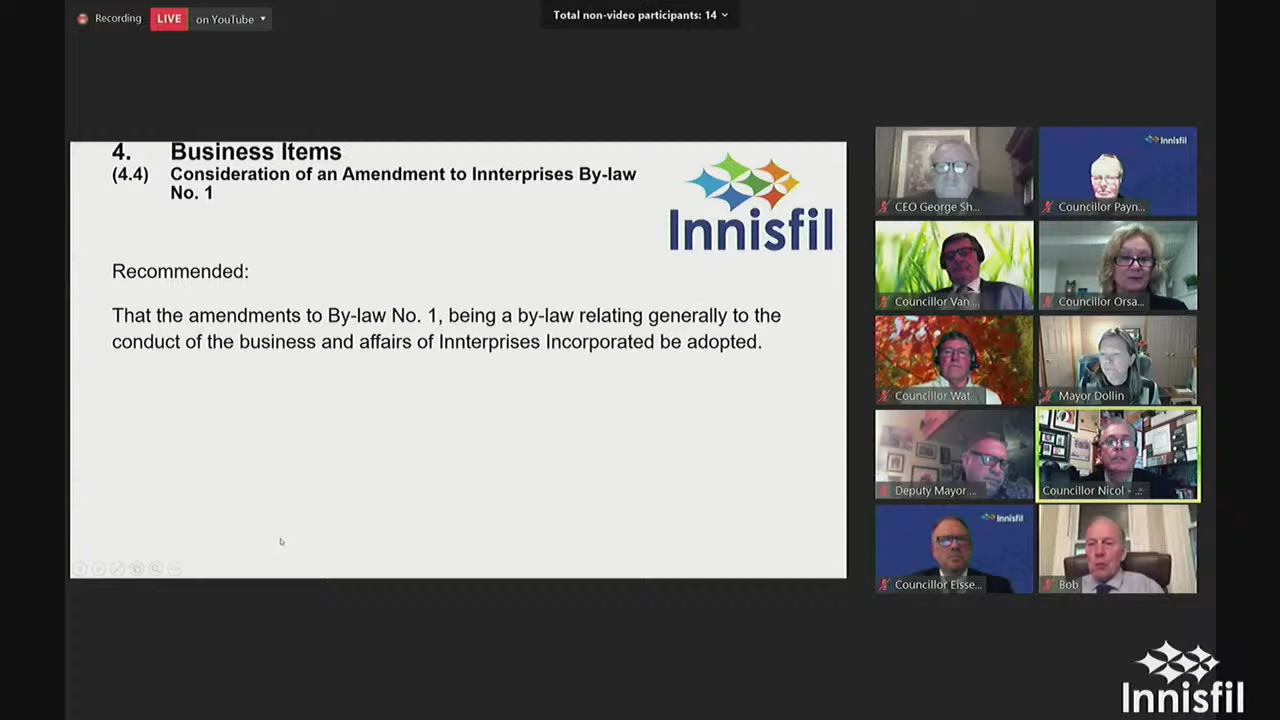 Recording
LIVE on YouTube
Total non-video participants: 14
4. Business Items
(4.4) Consideration of an Amendment to Innterprises By-law
No. 1
Innisfil
Recommended:
That the amendments to By-law No. 1, being a by-law relating generally to the
conduct of the business and affairs of Innterprises Incorporated be adopted.
Innisfil
CEO George Sh...
Councillor Payn...
Councillor Van ...
Councillor Orsa...
Councillor Wat...
Mayor Dollin
Deputy Mayor ...
Councillor Nicol - ...
Innisfil
Councillor Eisse...
Bob
Innisfil